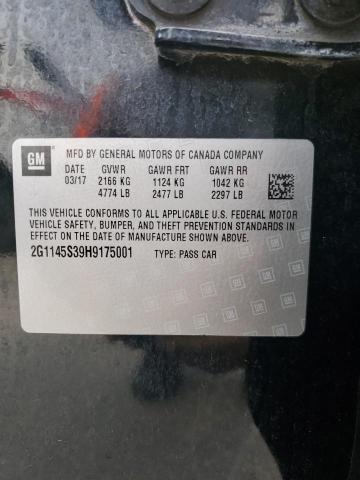 GM
MFD BY GENERAL MOTORS OF CANADA COMPANY
DATE GVWR GAWR FRT GAWR RR
03/17 2166 KG 1124 KG 1042 KG
4774 LB 2477 LB 2297 LB
THIS VEHICLE CONFORMS TO ALL APPLICABLE U.S. FEDERAL MOTOR
VEHICLE SAFETY, BUMPER, AND THEFT PREVENTION STANDARDS
IN EFFECT ON THE DATE OF MANUFACTURE SHOWN ABOVE.
2G1145S39H9175001 TYPE: PASS CAR